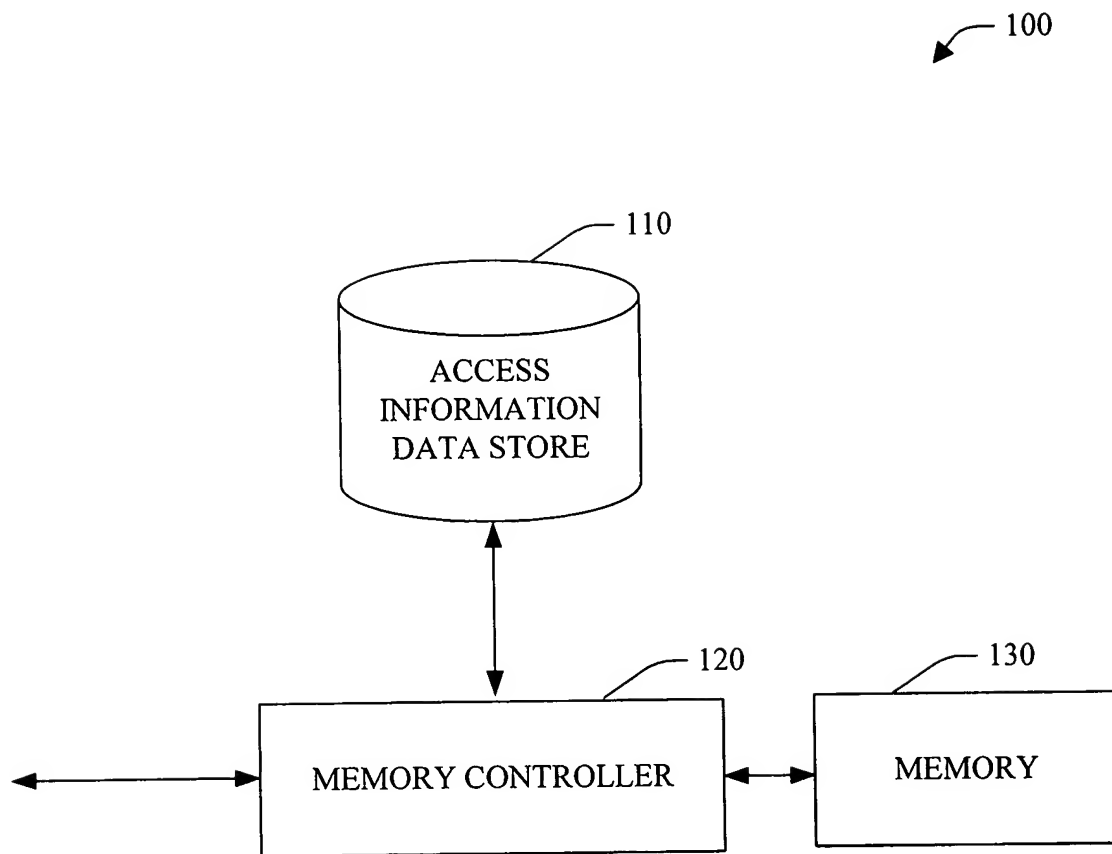 100
110
ACCESS
INFORMATION
DATA STORE
120
130
MEMORY CONTROLLER
MEMORY